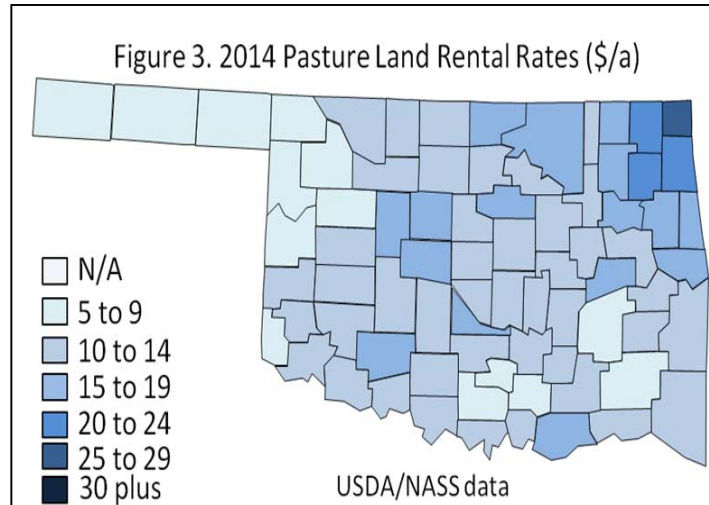 Figure 3. 2014 Pasture Land Rental Rates ($/a)
N/A
5 to 9
10 to 14
15 to 19
20 to 24
25 to 29
30 plus
USDA/NASS data